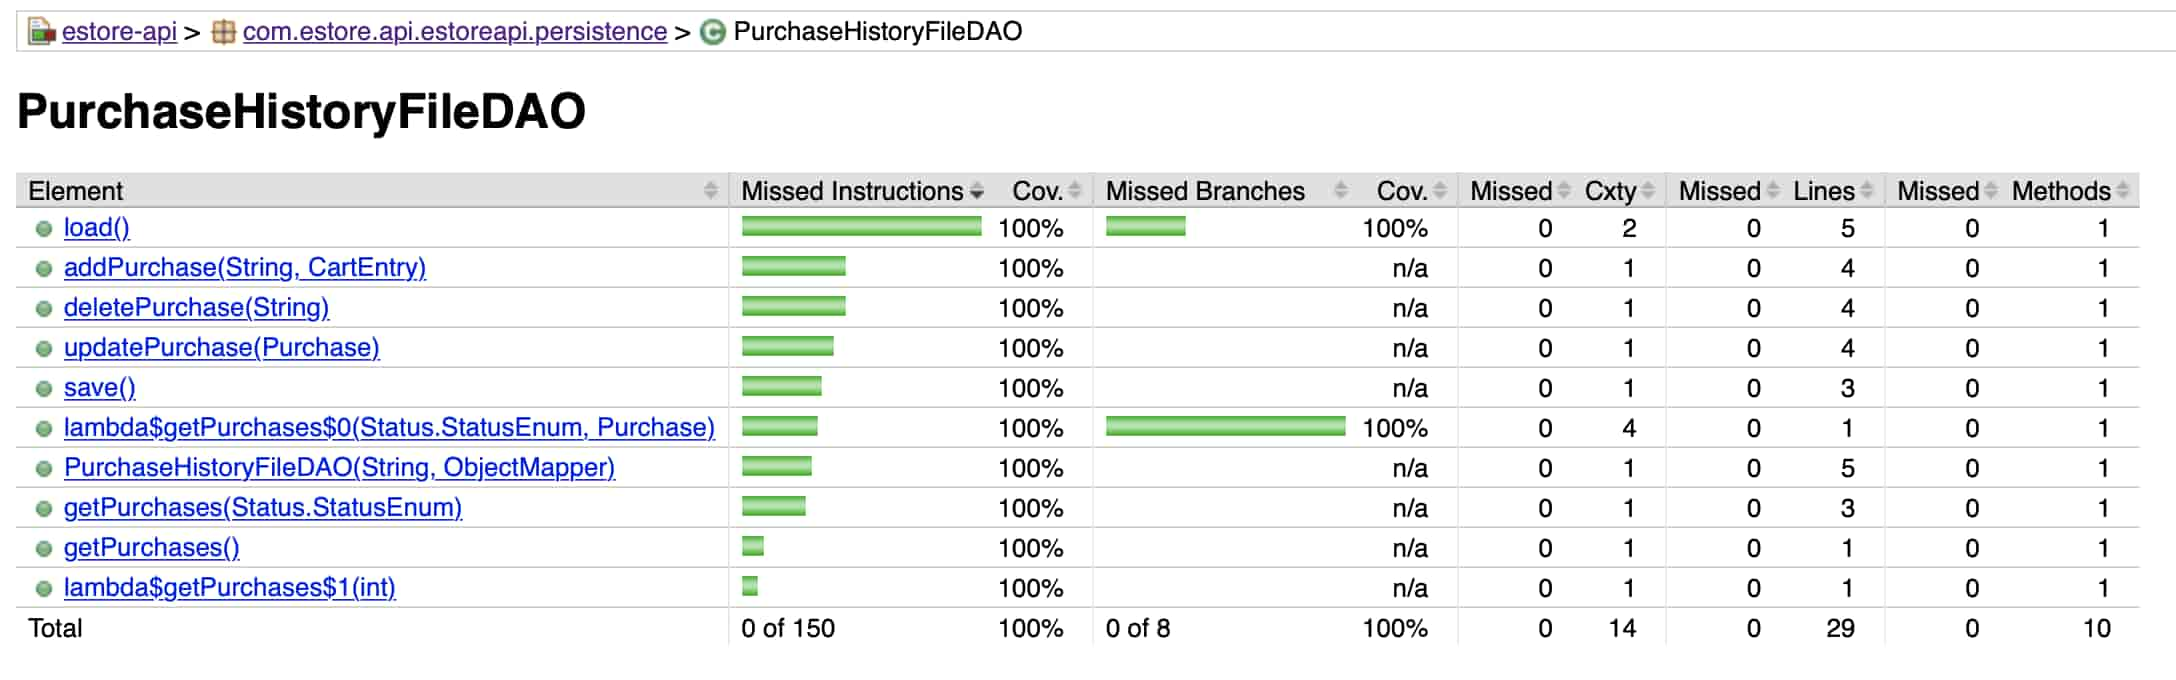 estore-api > com.estore.api.estoreapi.persistence > C PurchaseHistoryFileDAO
PurchaseHistoryFileDAO
Element Missed Instructions Cov. Missed Branches Cov. Missed Cxty Missed Lines Missed Methods
load() 100% 100% 0 2 0 5 0 1
addPurchase(String, CartEntry) 100% n/a 0 1 0 4 0 1
deletePurchase(String) 100% n/a 0 1 0 4 0 1
updatePurchase(Purchase) 100% n/a 0 1 0 4 0 1
save() 100% n/a 0 1 0 3 0 1
lambda$getPurchases$0(Status.StatusEnum, Purchase) 100% 100% 0 4 0 1 0 1
PurchaseHistoryFileDAO(String, ObjectMapper) 100% n/a 0 1 0 5 0 1
getPurchases(Status.StatusEnum) 100% n/a 0 1 0 3 0 1
getPurchases() 100% n/a 0 1 0 1 0 1
lambda$getPurchases$1(int) 100% n/a 0 1 0 1 0 1
Total 0 of 150 100% 0 of 8 100% 0 14 0 29 0 10